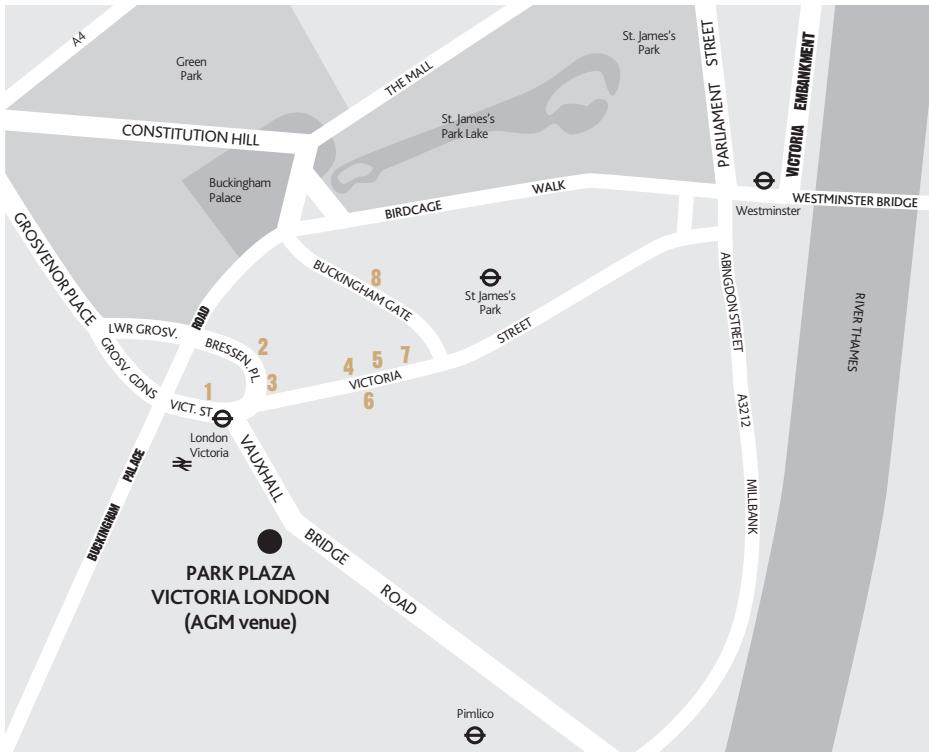 A4
Green
Park
THE MALL
St. James's
Park
PARLIAMENT STREET
VICTORIA EMBANKMENT
CONSTITUTION HILL
St. James's
Park Lake
Buckingham
Palace
BIRDCAGE WALK
Westminster
WESTMINSTER BRIDGE
GROSVENOR PLACE
BUCKINGHAM GATE
8
St James's
Park
ABINGDON STREET
RIVER THAMES
LWR GROSV.
BRESSEN. PL.
2
GROSV. GDNS
1
3
4
5
7
VICTORIA STREET
6
VICT. ST
London
Victoria
A3212
BUCKINGHAM PALACE ROAD
VAUXHALL BRIDGE ROAD
MILLBANK
PARK PLAZA
VICTORIA LONDON
(AGM venue)
Pimlico